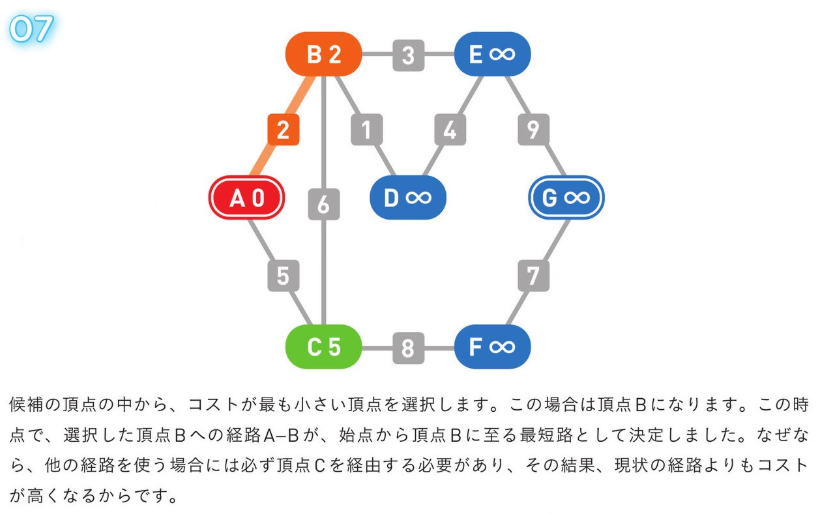 07
B 2
3
E ∞
2
1
4
9
A 0
6
D ∞
G ∞
5
7
C 5
8
F ∞
候補の頂点の中から、コストが最も小さい頂点を選択します。この場合は頂点Bになります。この時
点で、選択した頂点Bへの経路A–Bが、始点から頂点Bに至る最短路として決定しました。なぜな
ら、他の経路を使う場合には必ず頂点Cを経由する必要があり、その結果、現状の経路よりもコスト
が高くなるからです。